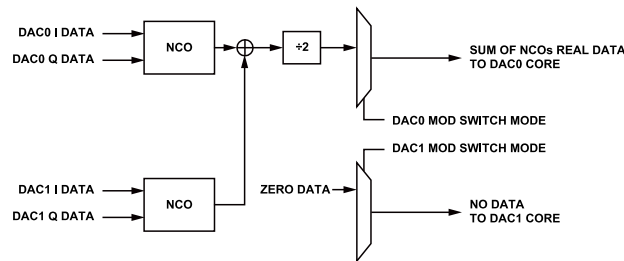 DAC0 I DATA
DAC0 Q DATA
NCO
÷2
SUM OF NCOs REAL DATA
TO DAC0 CORE
DAC0 MOD SWITCH MODE
DAC1 MOD SWITCH MODE
DAC1 I DATA
DAC1 Q DATA
NCO
ZERO DATA
NO DATA
TO DAC1 CORE